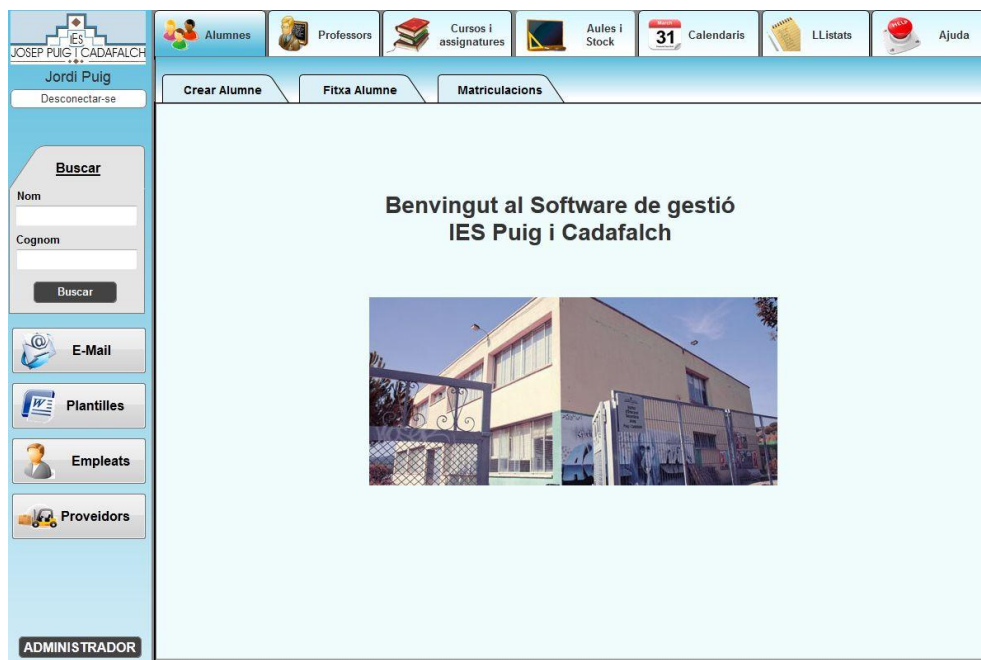 IES
JOSEP PUIG I CADAFALCH
Jordi Puig
Desconectar-se
Alumnes
Professors
Cursos i
assignatures
Aules i
Stock
March
31
Calendaris
LListats
HELP
Ajuda
Crear Alumne
Fitxa Alumne
Matriculacions
Buscar
Nom
Cognom
Buscar
@
E-Mail
W
Plantilles
Empleats
Proveidors
ADMINISTRADOR
Benvingut al Software de gestió
IES Puig i Cadafalch